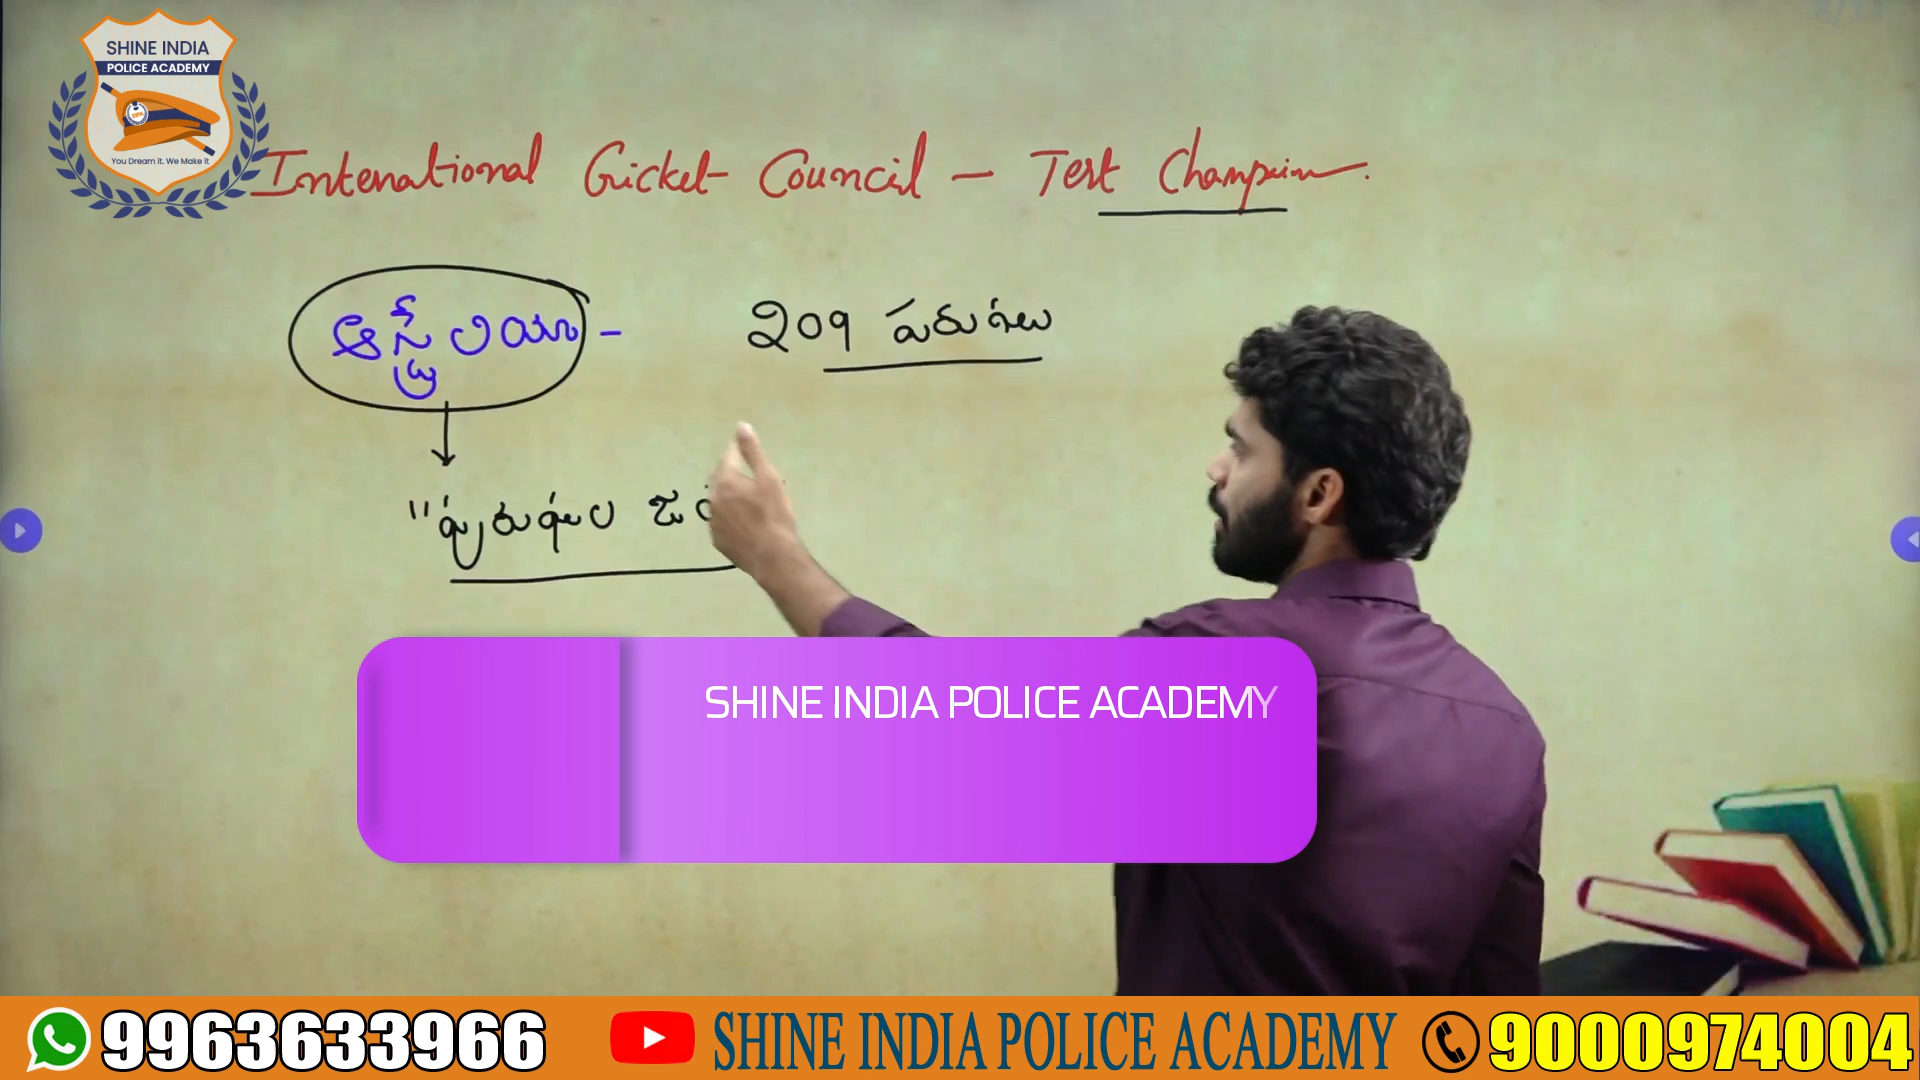 SHINE INDIA
POLICE ACADEMY
You Dream It. We Make It
Intenational Cricket Council - Test Champion.
ఆస్ట్రేలియా - 209 పరుగులు
"పురుషుల
SHINE INDIA POLICE ACADEMY
9963633966 SHINE INDIA POLICE ACADEMY 9000974004